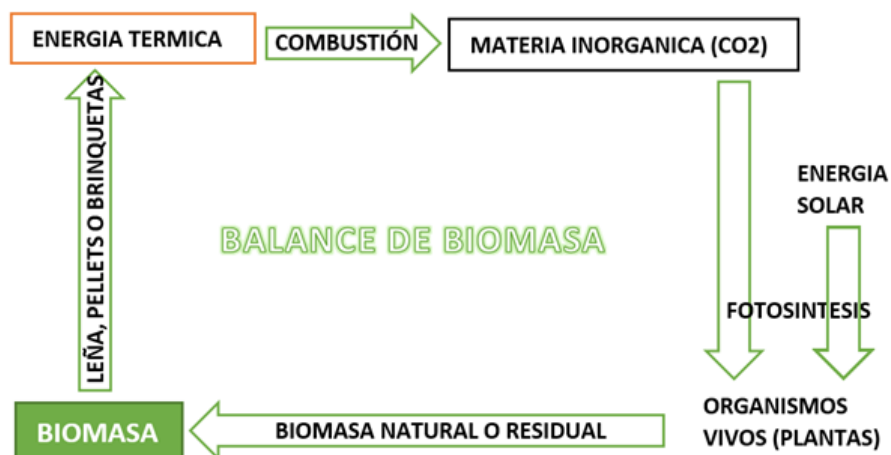 ENERGIA TERMICA
COMBUSTIÓN
MATERIA INORGANICA (CO2)
LEÑA, PELLETS O BRINQUETAS
ENERGIA
SOLAR
BALANCE DE BIOMASA
FOTOSINTESIS
ORGANISMOS
VIVOS (PLANTAS)
BIOMASA NATURAL O RESIDUAL
BIOMASA